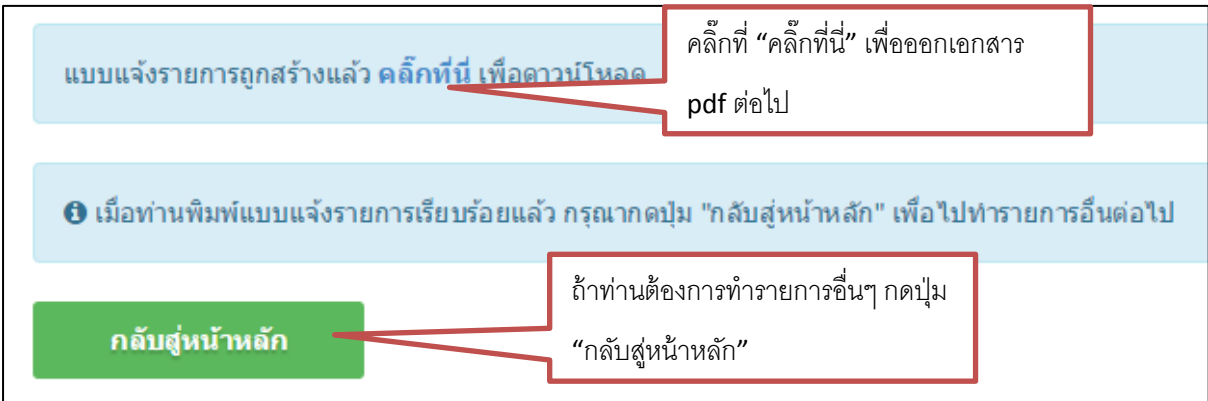 แบบแจ้งรายการถูกสร้างแล้ว คลิ๊กที่นี่ เพื่อดาวน์โหลด
คลิ๊กที่ “คลิ๊กที่นี่” เพื่อออกเอกสาร
pdf ต่อไป
เมื่อท่านพิมพ์แบบแจ้งรายการเรียบร้อยแล้ว กรุณากดปุ่ม "กลับสู่หน้าหลัก" เพื่อไปทำรายการอื่นต่อไป
ถ้าท่านต้องการทำรายการอื่นๆ กดปุ่ม
“กลับสู่หน้าหลัก”
กลับสู่หน้าหลัก